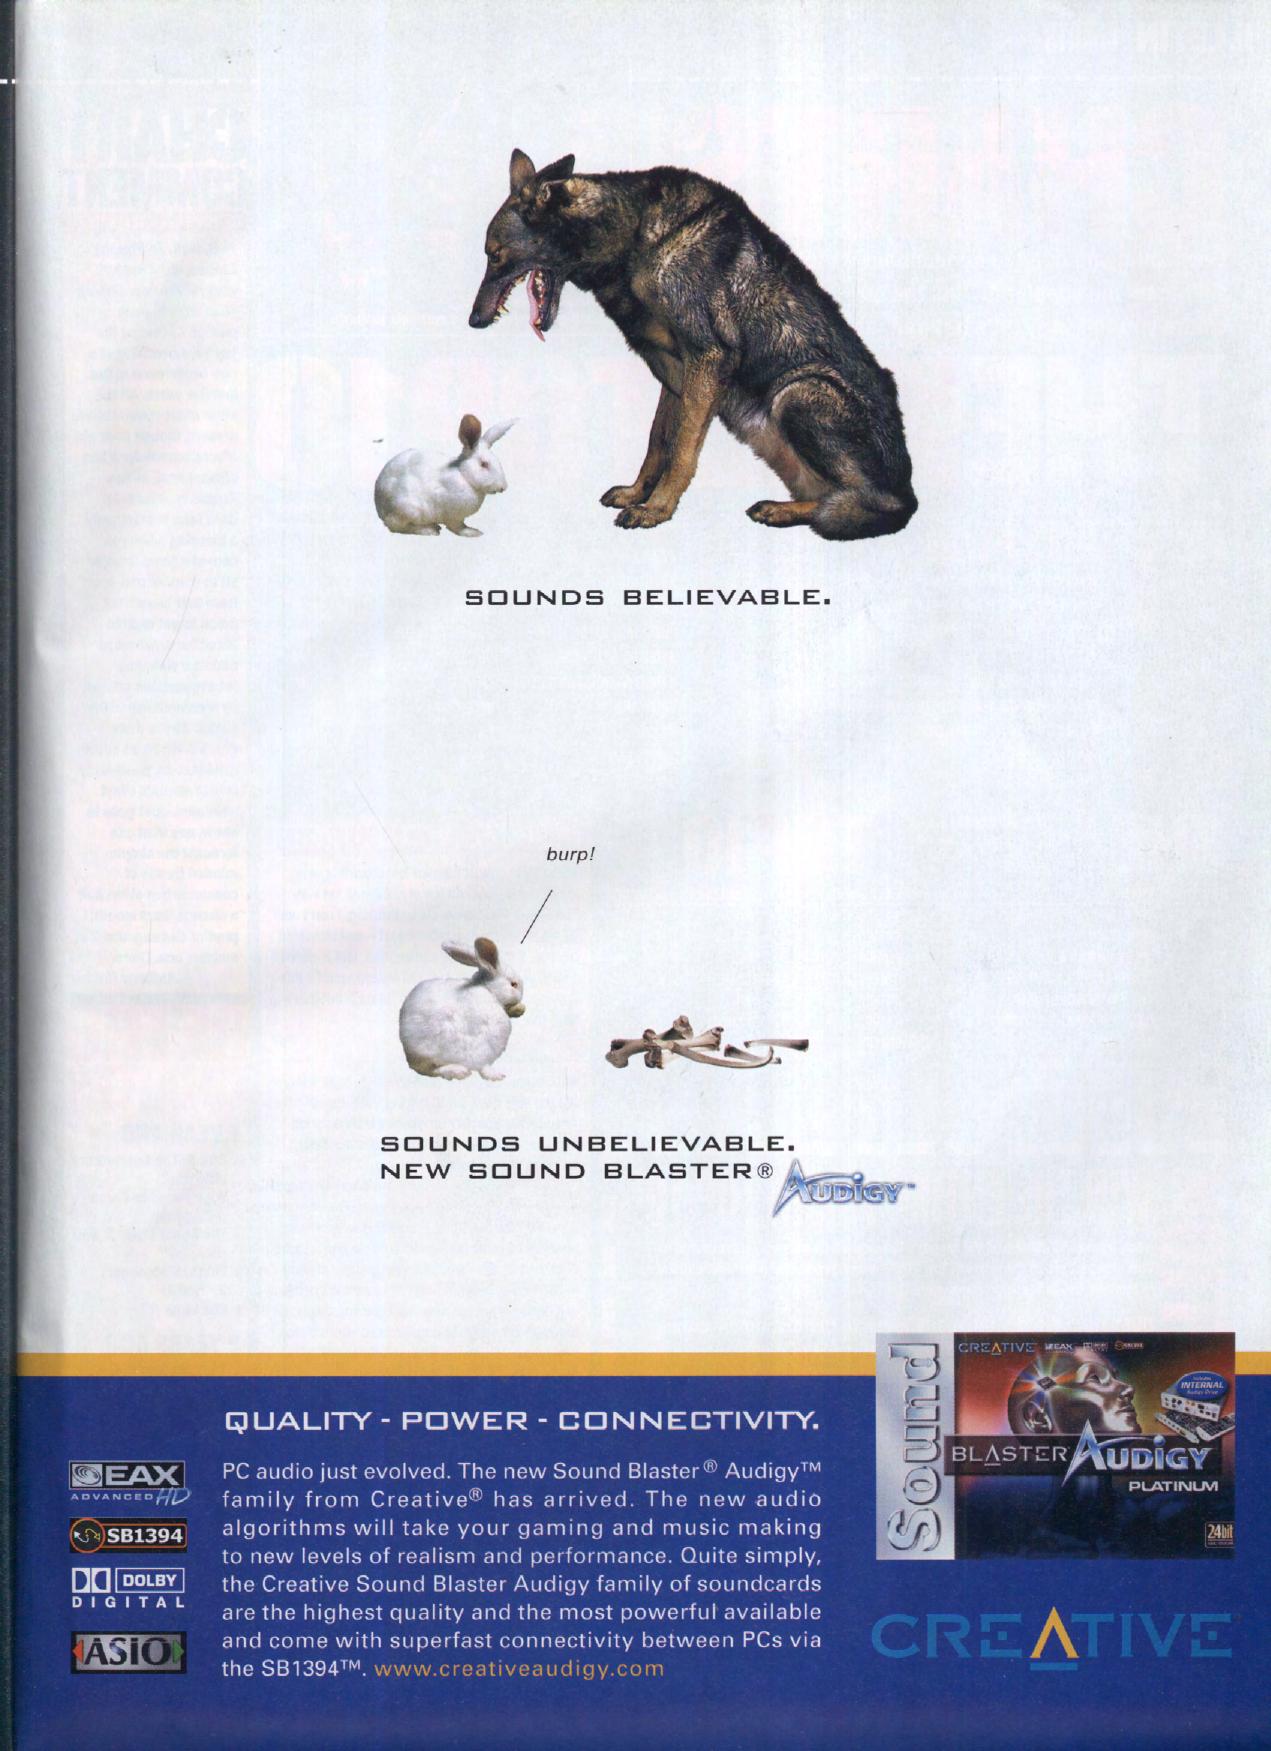 SOUNDS BELIEVABLE.
burp!
SOUNDS UNBELIEVABLE.
NEW SOUND BLASTER® AUDIGY™
QUALITY - POWER - CONNECTIVITY.
PC audio just evolved. The new Sound Blaster® Audigy™
family from Creative® has arrived. The new audio
algorithms will take your gaming and music making
to new levels of realism and performance. Quite simply,
the Creative Sound Blaster Audigy family of soundcards
are the highest quality and the most powerful available
and come with superfast connectivity between PCs via
the SB1394™. www.creativeaudigy.com
EAX
ADVANCED HD
SB1394
DOLBY
DIGITAL
ASIO
Sound
CREATIVE EAX
INTERNAL
BLASTER AUDIGY
PLATINUM
24bit
CREATIVE